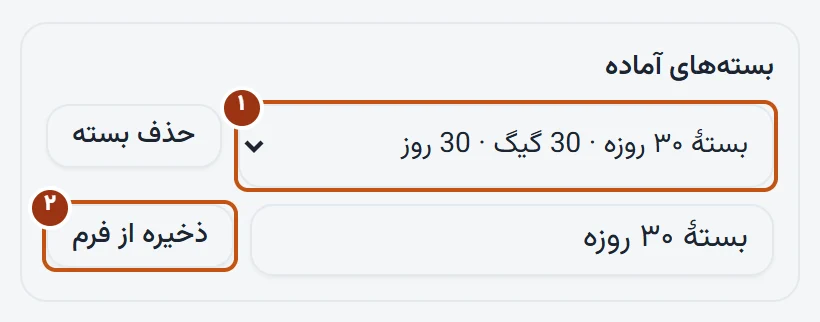 بسته‌های آماده
۱
بستهٔ ۳۰ روزه · 30 گیگ · 30 روز
حذف بسته
بستهٔ ۳۰ روزه
۲
ذخیره از فرم